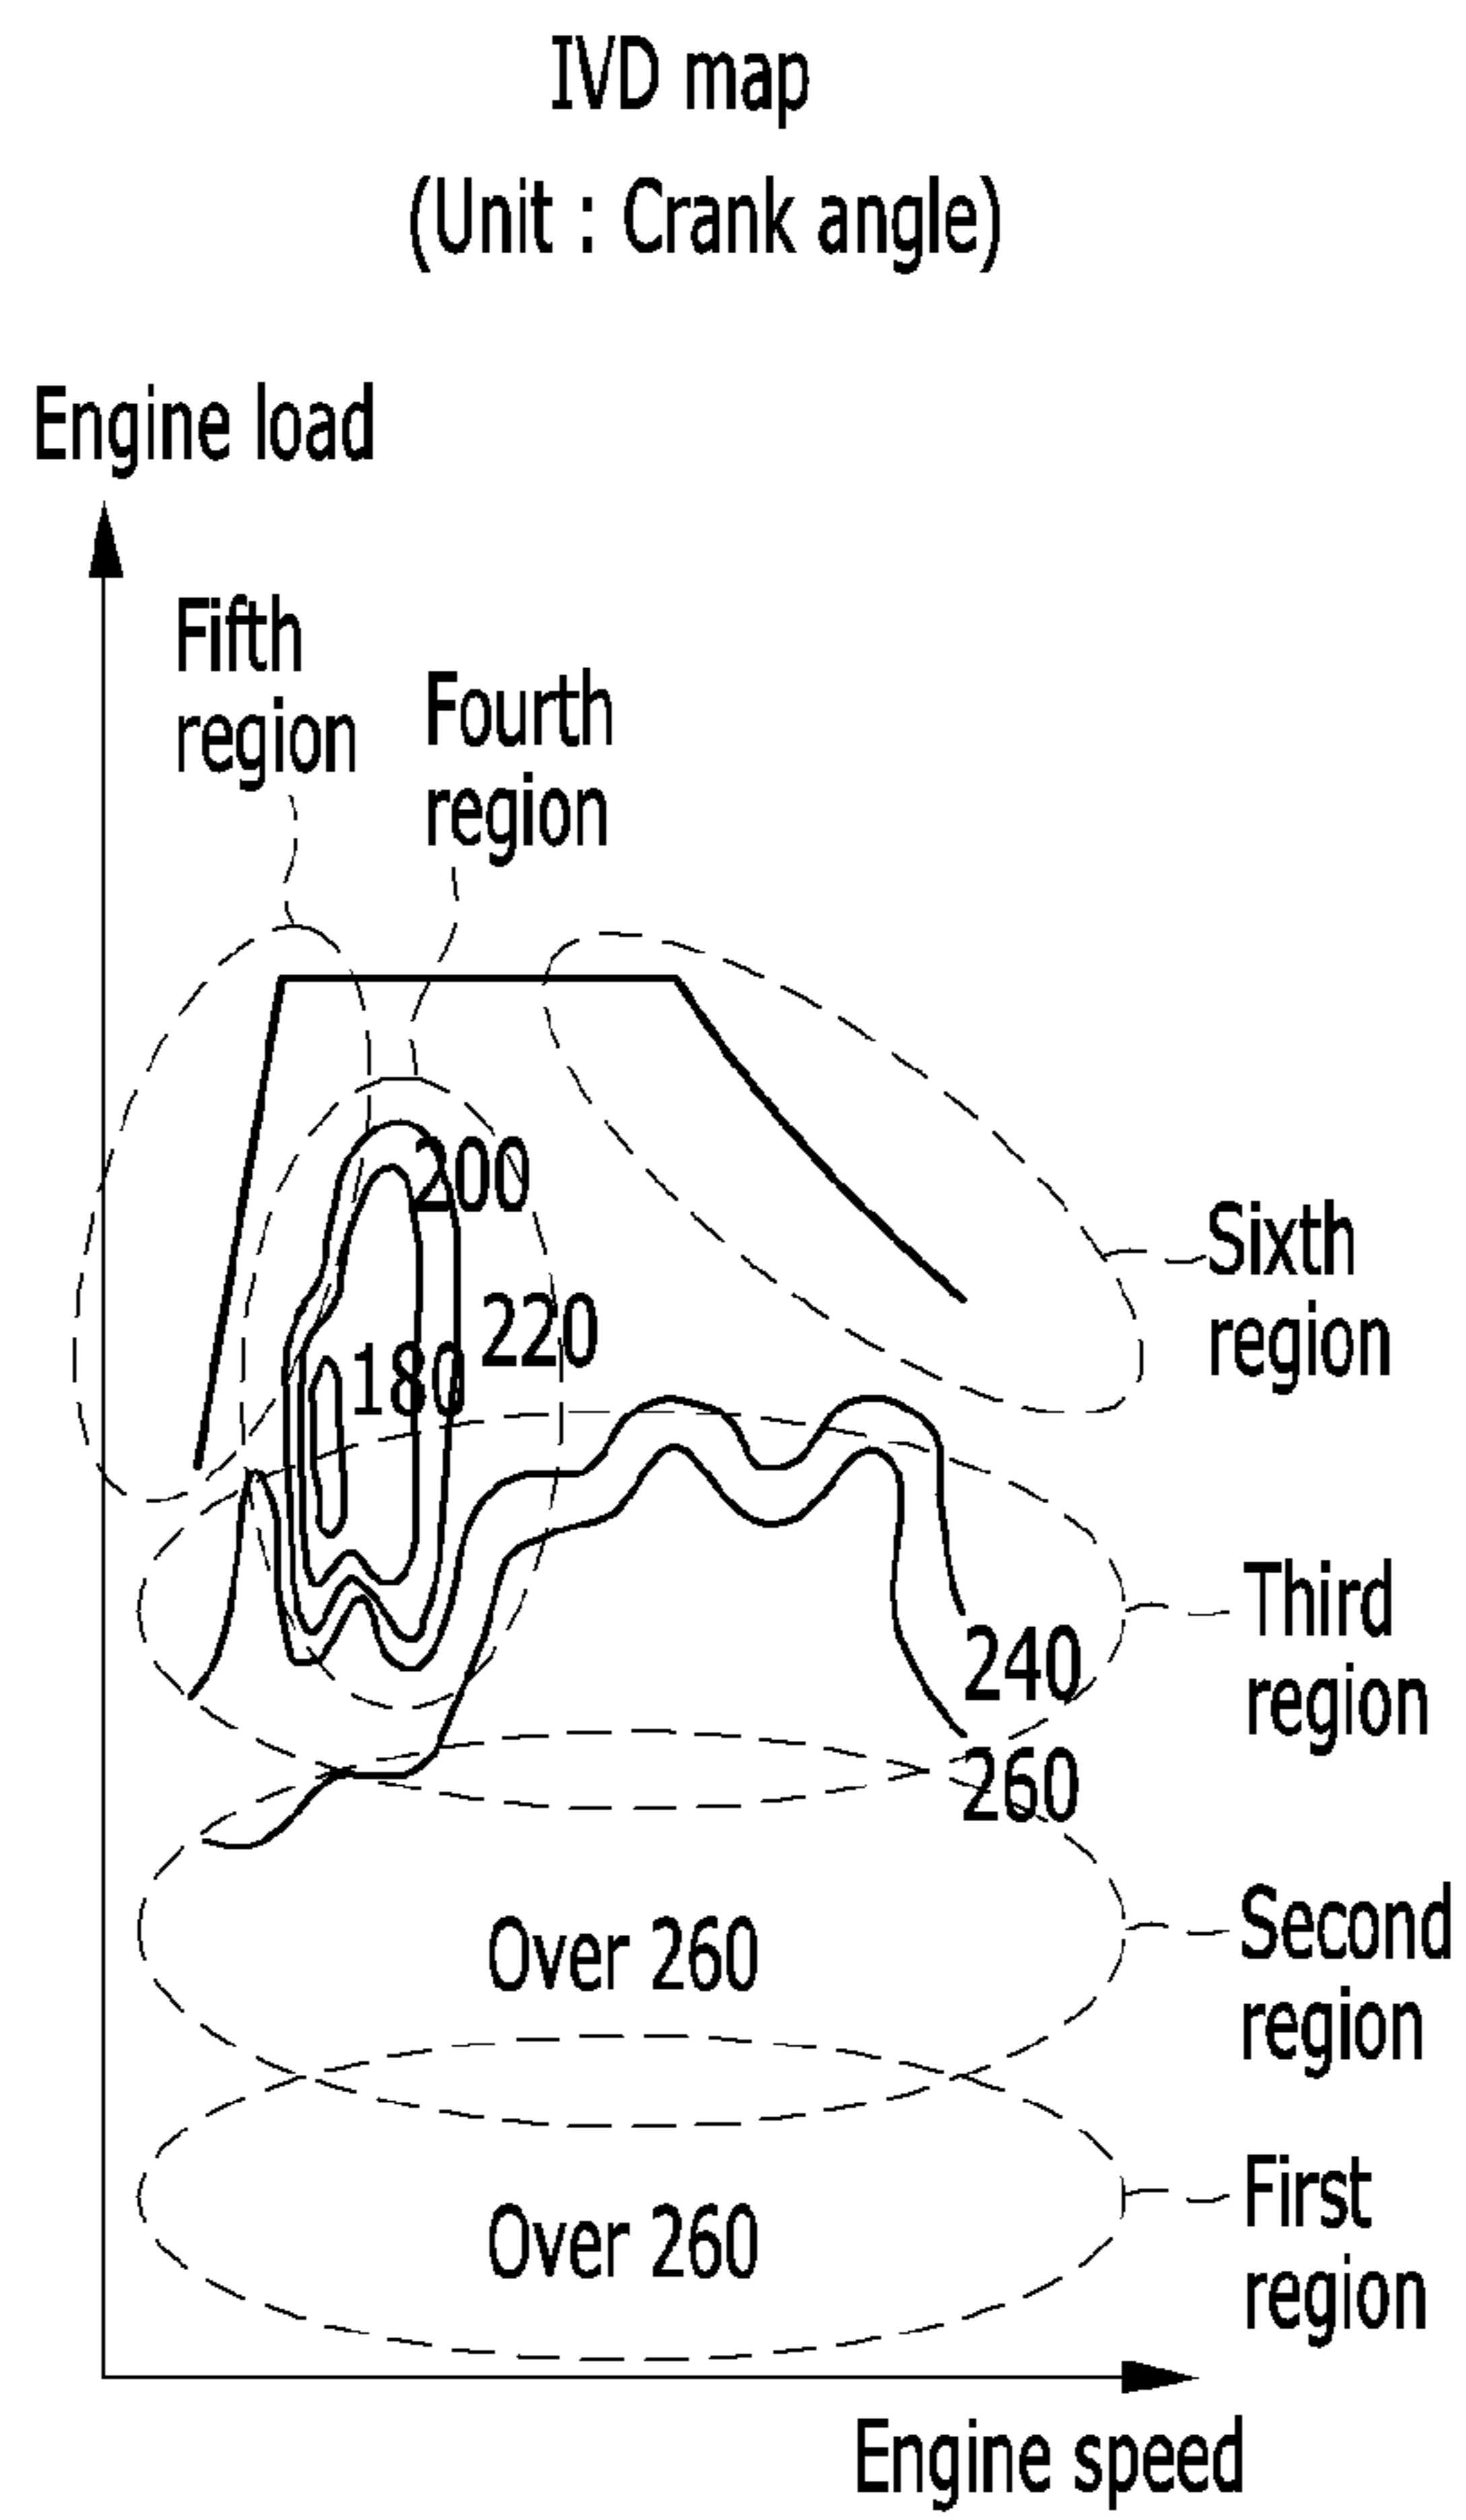 IVD map
(Unit : Crank angle)
Engine load
Fifth
region
Fourth
region
200
220
180
Sixth
region
Third
region
240
260
Second
region
Over 260
First
region
Over 260
Engine speed